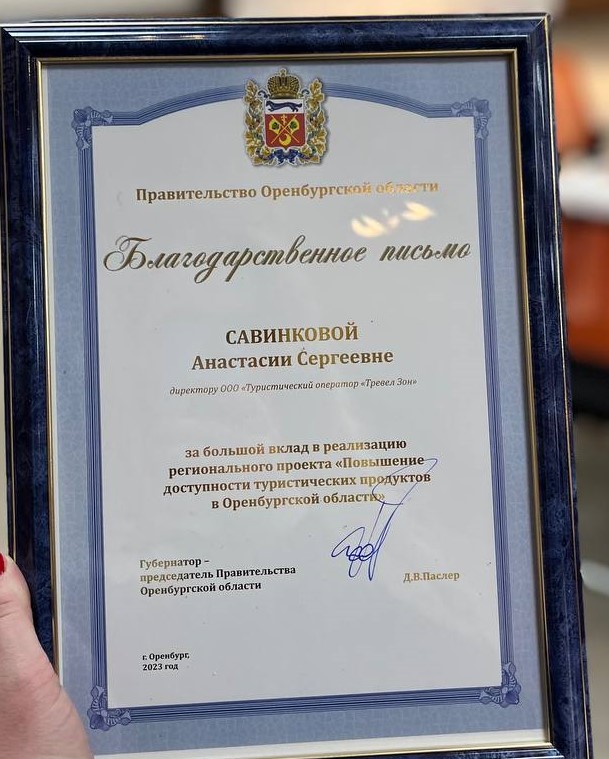 Правительство Оренбургской области
Благодарственное письмо
САВИНКОВОЙ
Анастасии Сергеевне
директору ООО «Туристический оператор «Тревел Зон»
за большой вклад в реализацию
регионального проекта «Повышение
доступности туристических продуктов
в Оренбургской области»
Губернатор –
председатель Правительства
Оренбургской области
Д.В.Паслер
г. Оренбург,
2023 год